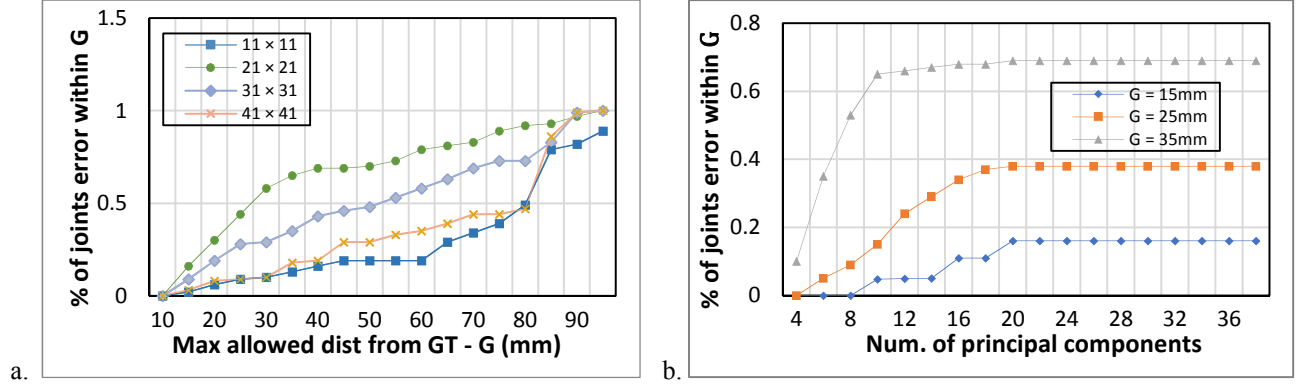 a.
% of joints error within G
1.5
1
0.5
0
11 × 11
21 × 21
31 × 31
41 × 41
10 20 30 40 50 60 70 80 90
Max allowed dist from GT - G (mm)
b.
% of joints error within G
0.8
0.6
0.4
0.2
0
G = 15mm
G = 25mm
G = 35mm
4 8 12 16 20 24 28 32 36
Num. of principal components